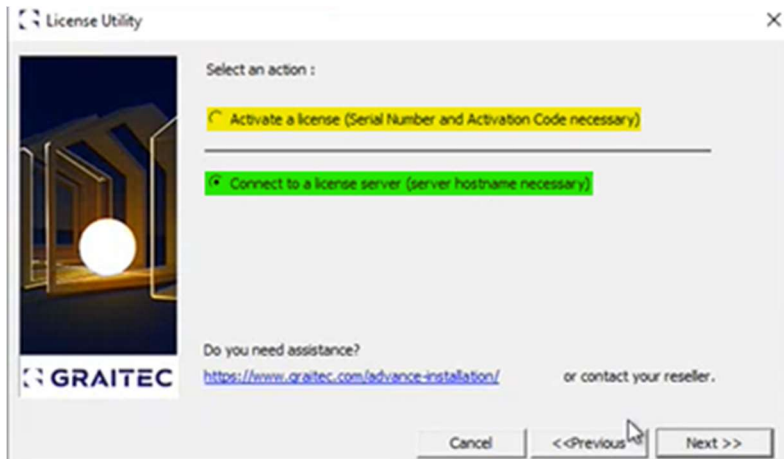 License Utility
Select an action :
Activate a license (Serial Number and Activation Code necessary)
Connect to a license server (server hostname necessary)
Do you need assistance?
https://www.graitec.com/advance-installation/ or contact your reseller.
GRAITEC
Cancel <<Previous Next >>